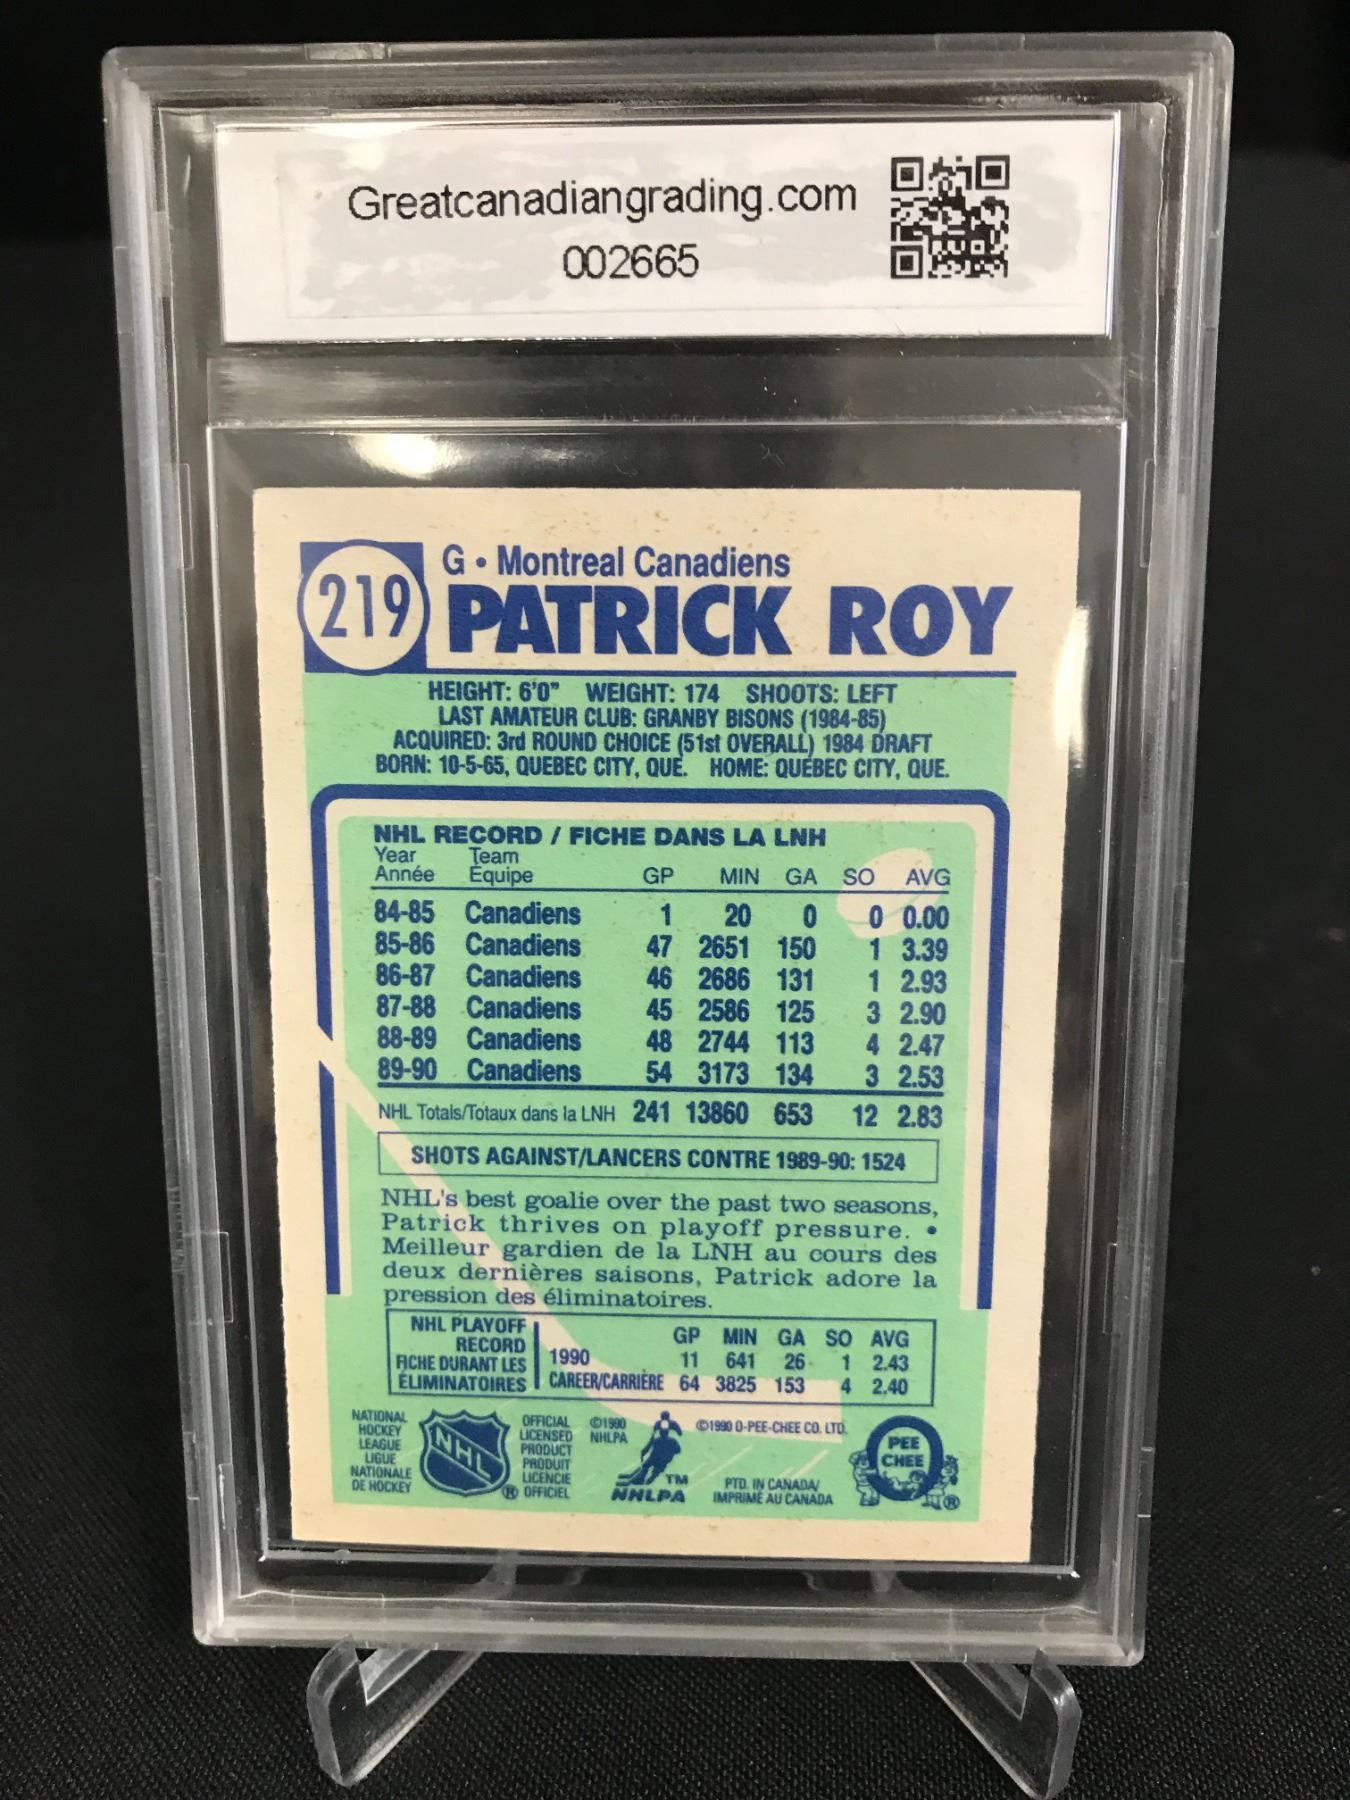 Greatcanadiangrading.com
002665
219
G • Montreal Canadiens
PATRICK ROY
HEIGHT: 6'0" WEIGHT: 174 SHOOTS: LEFT
LAST AMATEUR CLUB: GRANBY BISONS (1984-85)
ACQUIRED: 3rd ROUND CHOICE (51st OVERALL) 1984 DRAFT
BORN: 10-5-65, QUEBEC CITY, QUE. HOME: QUEBEC CITY, QUE.
NHL RECORD / FICHE DANS LA LNH
Year Team
Année Équipe GP MIN GA SO AVG
84-85 Canadiens 1 20 0 0 0.00
85-86 Canadiens 47 2651 150 1 3.39
86-87 Canadiens 46 2686 131 1 2.93
87-88 Canadiens 45 2586 125 3 2.90
88-89 Canadiens 48 2744 113 4 2.47
89-90 Canadiens 54 3173 134 3 2.53
NHL Totals/Totaux dans la LNH 241 13860 653 12 2.83
SHOTS AGAINST/LANCERS CONTRE 1989-90: 1524
NHL's best goalie over the past two seasons,
Patrick thrives on playoff pressure. •
Meilleur gardien de la LNH au cours des
deux dernières saisons, Patrick adore la
pression des éliminatoires.
NHL PLAYOFF
RECORD
FICHE DURANT LES
ÉLIMINATOIRES
GP MIN GA SO AVG
1990 11 641 26 1 2.43
CAREER/CARRIÈRE 64 3825 153 4 2.40
NATIONAL
HOCKEY
LEAGUE
LIGUE
NATIONALE
DE HOCKEY
NHL
®
OFFICIAL
LICENSED
PRODUCT
PRODUIT
LICENCIE
OFFICIEL
©1990
NHLPA
TM
NHLPA
©1990 O-PEE-CHEE CO. LTD.
PTD. IN CANADA/
IMPRIMÉ AU CANADA
O
PEE
CHEE
®